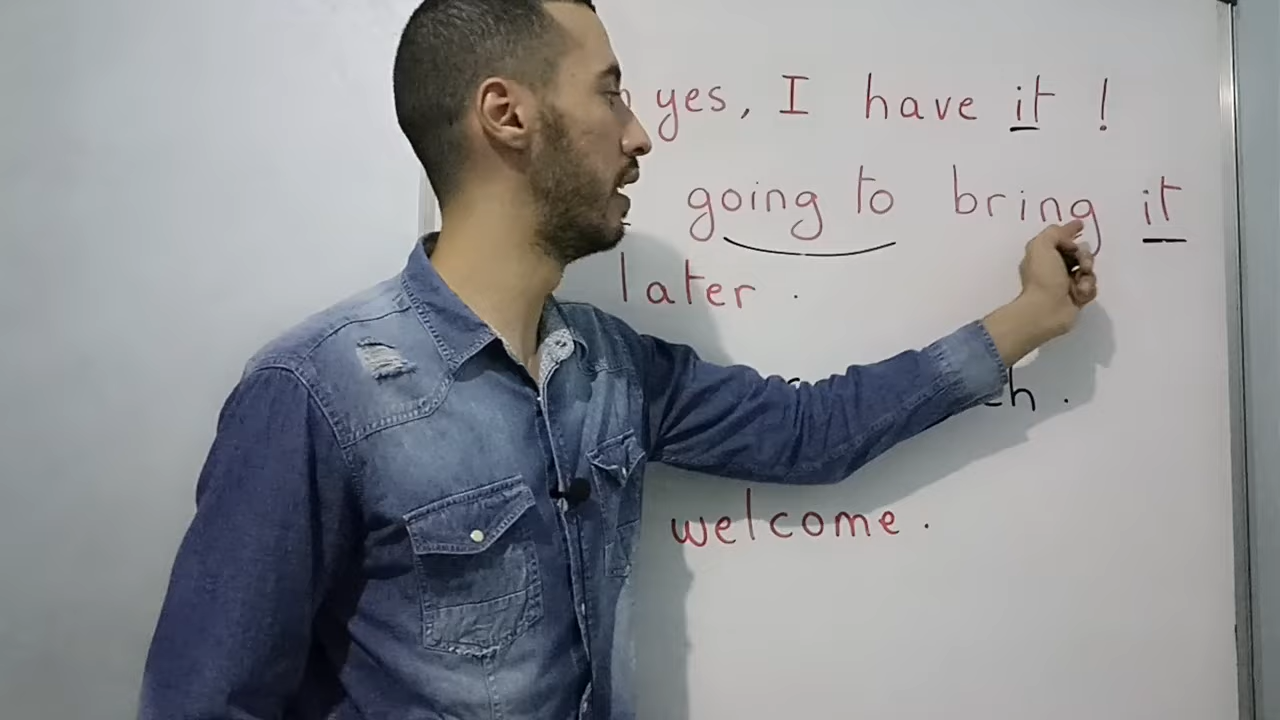 yes, I have it !
going to bring it
later .
welcome .